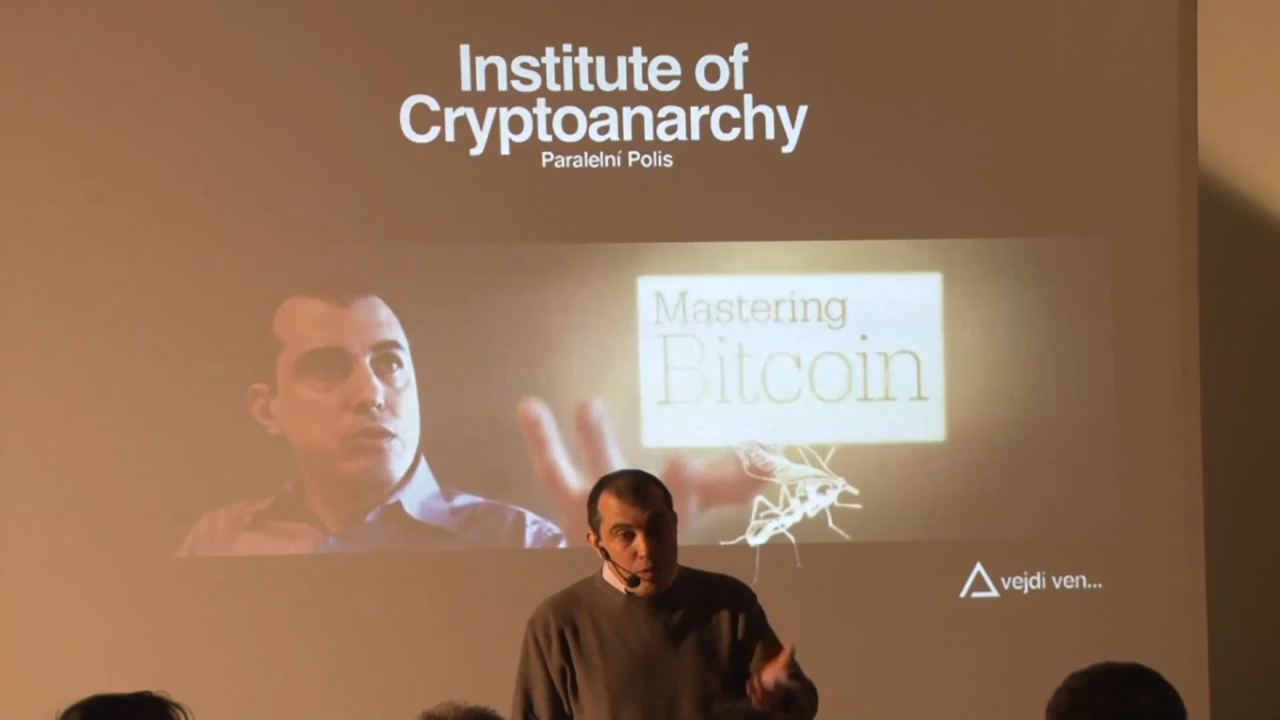 Institute of
Cryptoanarchy
Paralelní Polis
Mastering
Bitcoin
vejdi ven...